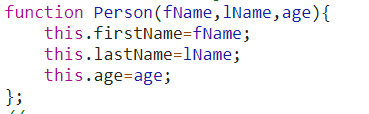 function Person(fName,lName,age){
    this.firstName=fName;
    this.lastName=lName;
    this.age=age;
};